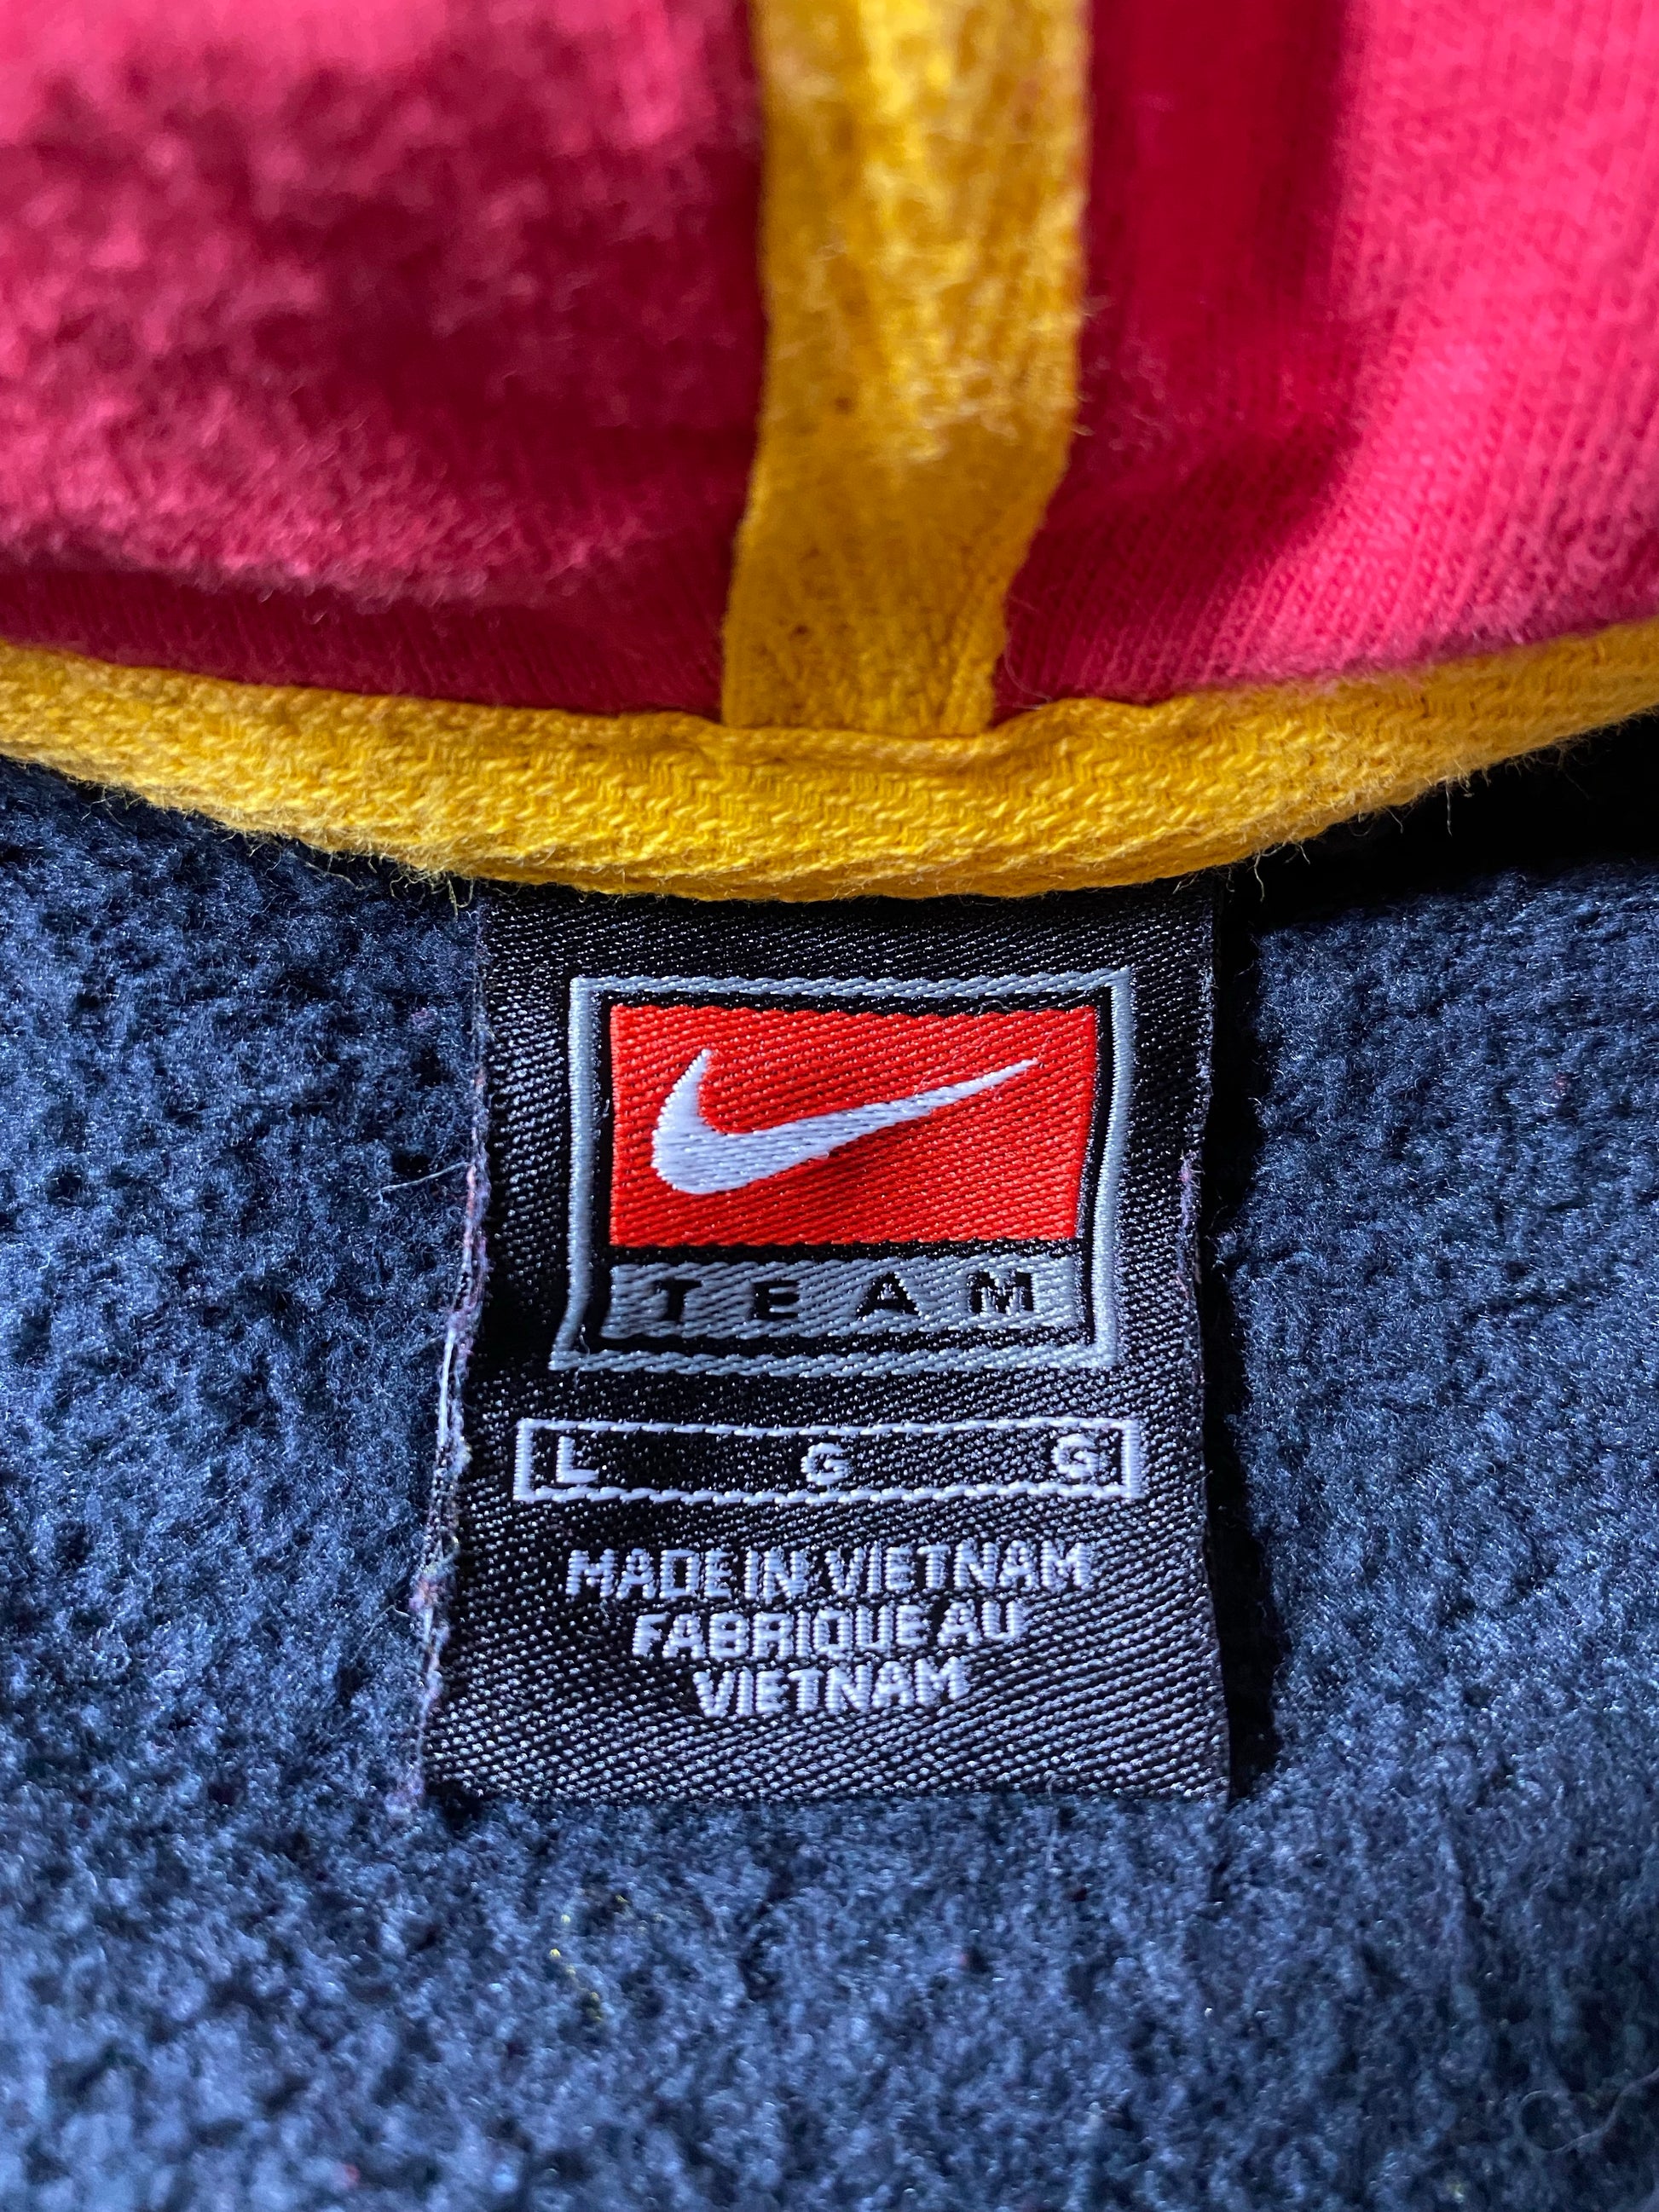 TEAM
L G S
MADE IN VIETNAM
FABRIQUE AU
VIETNAM